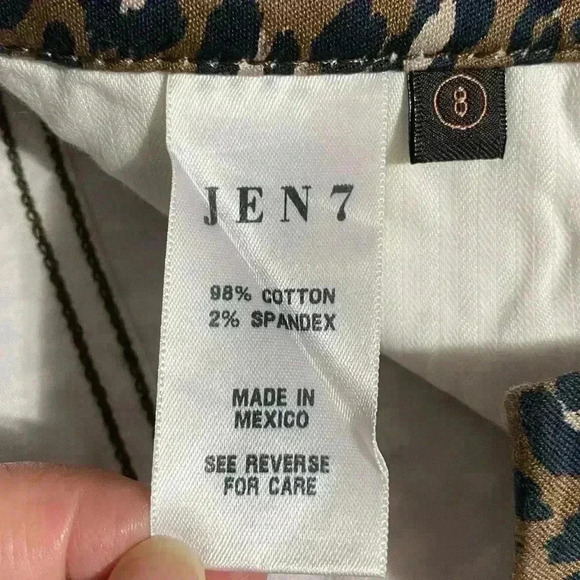 JEN7
98% COTTON
2% SPANDEX
MADE IN
MEXICO
SEE REVERSE
FOR CARE
8